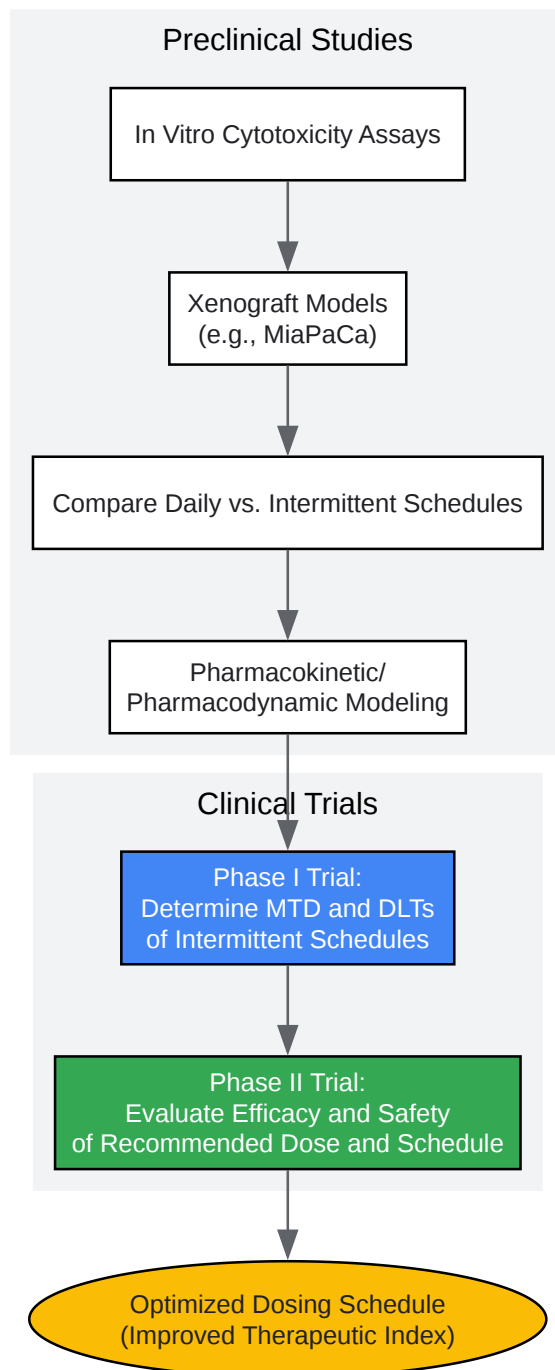 Preclinical Studies
In Vitro Cytotoxicity Assays
Xenograft Models
(e.g., MiaPaCa)
Compare Daily vs. Intermittent Schedules
Pharmacokinetic/
Pharmacodynamic Modeling
Clinical Trials
Phase I Trial:
Determine MTD and DLTs
of Intermittent Schedules
Phase II Trial:
Evaluate Efficacy and Safety
of Recommended Dose and Schedule
Optimized Dosing Schedule
(Improved Therapeutic Index)